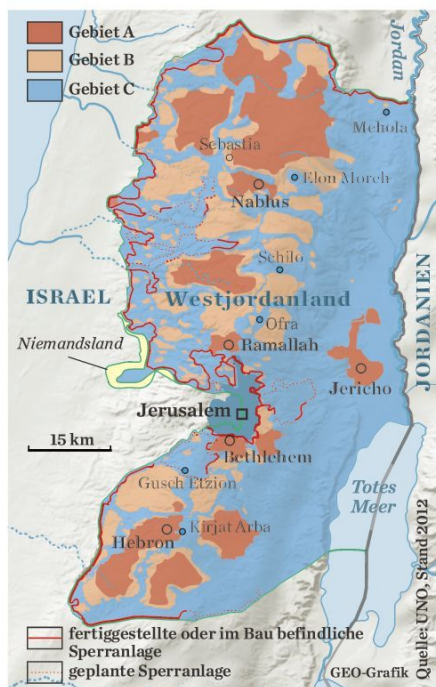 Gebiet A
Gebiet B
Gebiet C
Jordan
Mehola
Sebastia
Elon Moreh
Nablus
Schilo
ISRAEL
Westjordanland
JORDANIEN
Ofra
Ramallah
Niemandsland
Jericho
Jerusalem
15 km
Bethlehem
Gusch Etzion
Totes
Meer
Kirjat Arba
Hebron
fertiggestellte oder im Bau befindliche
Sperranlage
geplante Sperranlage
GEO-Grafik
Quelle: UNO, Stand 2012